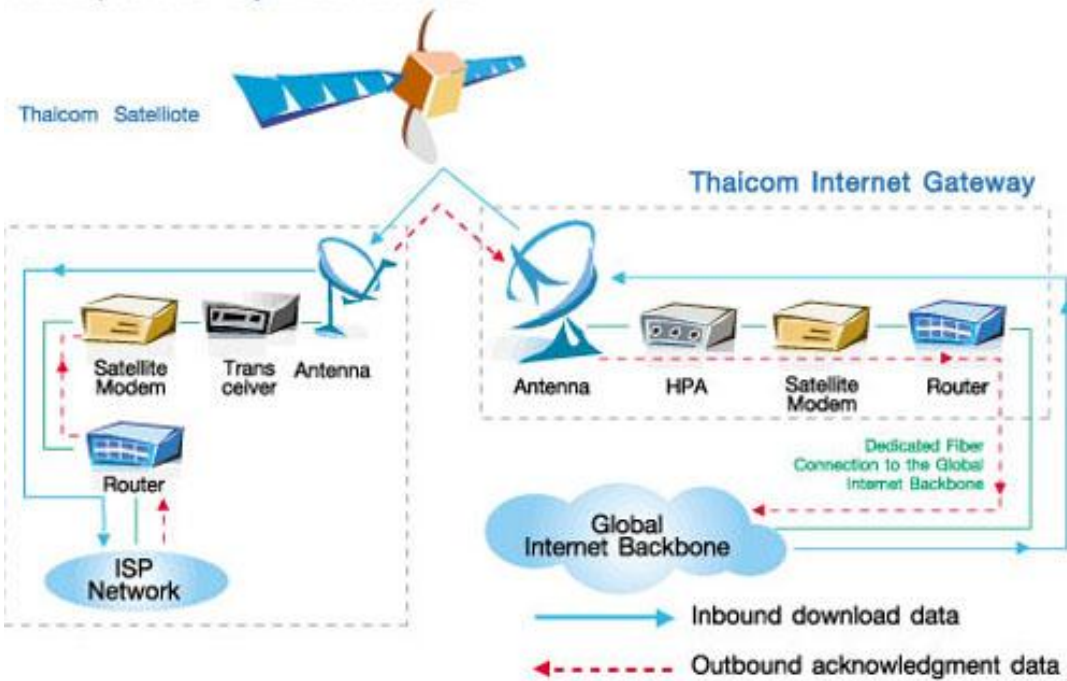 Thaicom Satelliote
Thaicom Internet Gateway
Satellite
Modem
Trans
ceiver
Antenna
Router
ISP
Network
Antenna
HPA
Satellite
Modem
Router
Dedicated Fiber
Connection to the Global
Internet Backbone
Global
Internet Backbone
Inbound download data
Outbound acknowledgment data